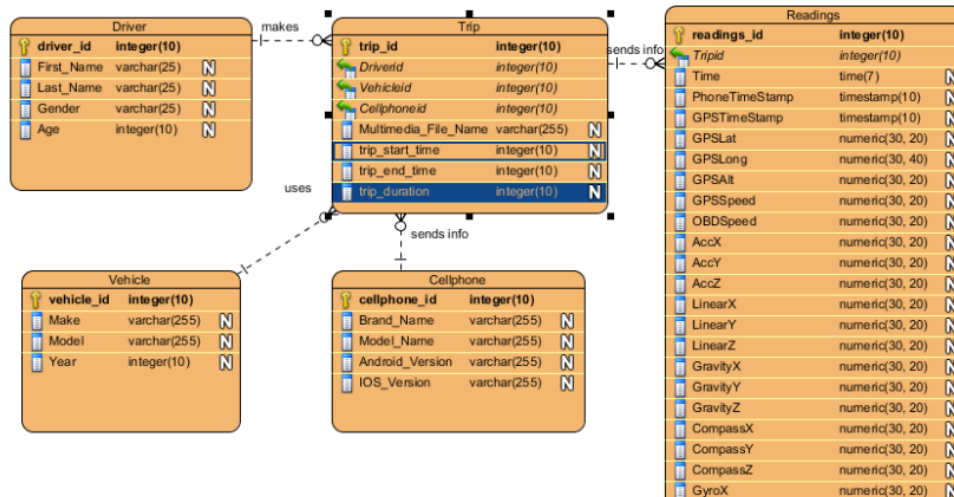 Driver
driver_id integer(10)
First_Name varchar(25) N
Last_Name varchar(25) N
Gender varchar(25) N
Age integer(10) N
makes
Trip
trip_id integer(10)
Driverid integer(10)
Vehicleid integer(10)
Cellphoneid integer(10)
Multimedia_File_Name varchar(255) N
trip_start_time integer(10) N
trip_end_time integer(10) N
trip_duration integer(10) N
sends info
Readings
readings_id integer(10)
Tripid integer(10)
Time time(7) N
PhoneTimeStamp timestamp(10) N
GPSTimeStamp timestamp(10) N
GPSLat numeric(30, 20) N
GPSLong numeric(30, 40) N
GPSAlt numeric(30, 20) N
GPSSpeed numeric(30, 20) N
OBDSpeed numeric(30, 20) N
AccX numeric(30, 20) N
AccY numeric(30, 20) N
AccZ numeric(30, 20) N
LinearX numeric(30, 20) N
LinearY numeric(30, 20) N
LinearZ numeric(30, 20) N
GravityX numeric(30, 20) N
GravityY numeric(30, 20) N
GravityZ numeric(30, 20) N
CompassX numeric(30, 20) N
CompassY numeric(30, 20) N
CompassZ numeric(30, 20) N
GyroX numeric(30, 20) N
uses
sends info
Vehicle
vehicle_id integer(10)
Make varchar(255) N
Model varchar(255) N
Year integer(10) N
Cellphone
cellphone_id integer(10)
Brand_Name varchar(255) N
Model_Name varchar(255) N
Android_Version varchar(255) N
IOS_Version varchar(255) N